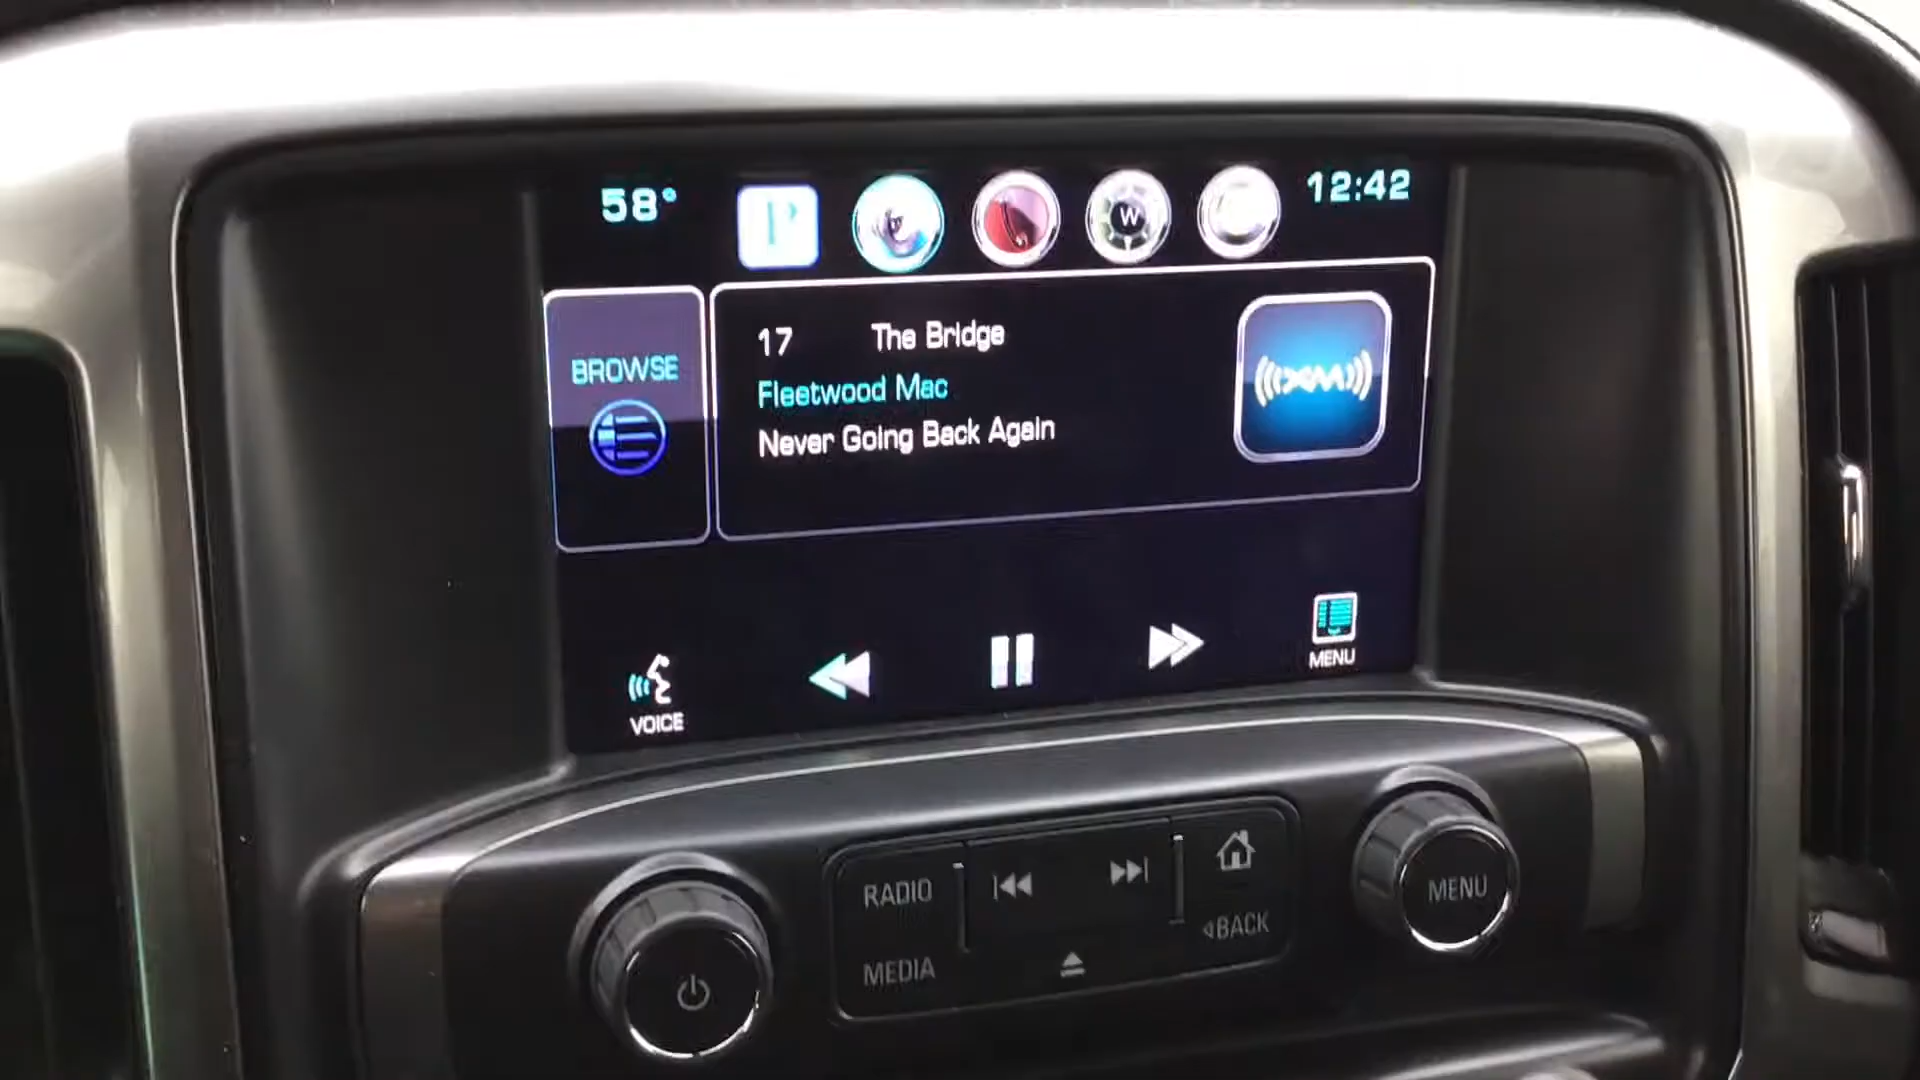 58°
P
W
12:42
BROWSE
17 The Bridge
Fleetwood Mac
Never Going Back Again
XM
VOICE
MENU
RADIO
MEDIA
BACK
MENU